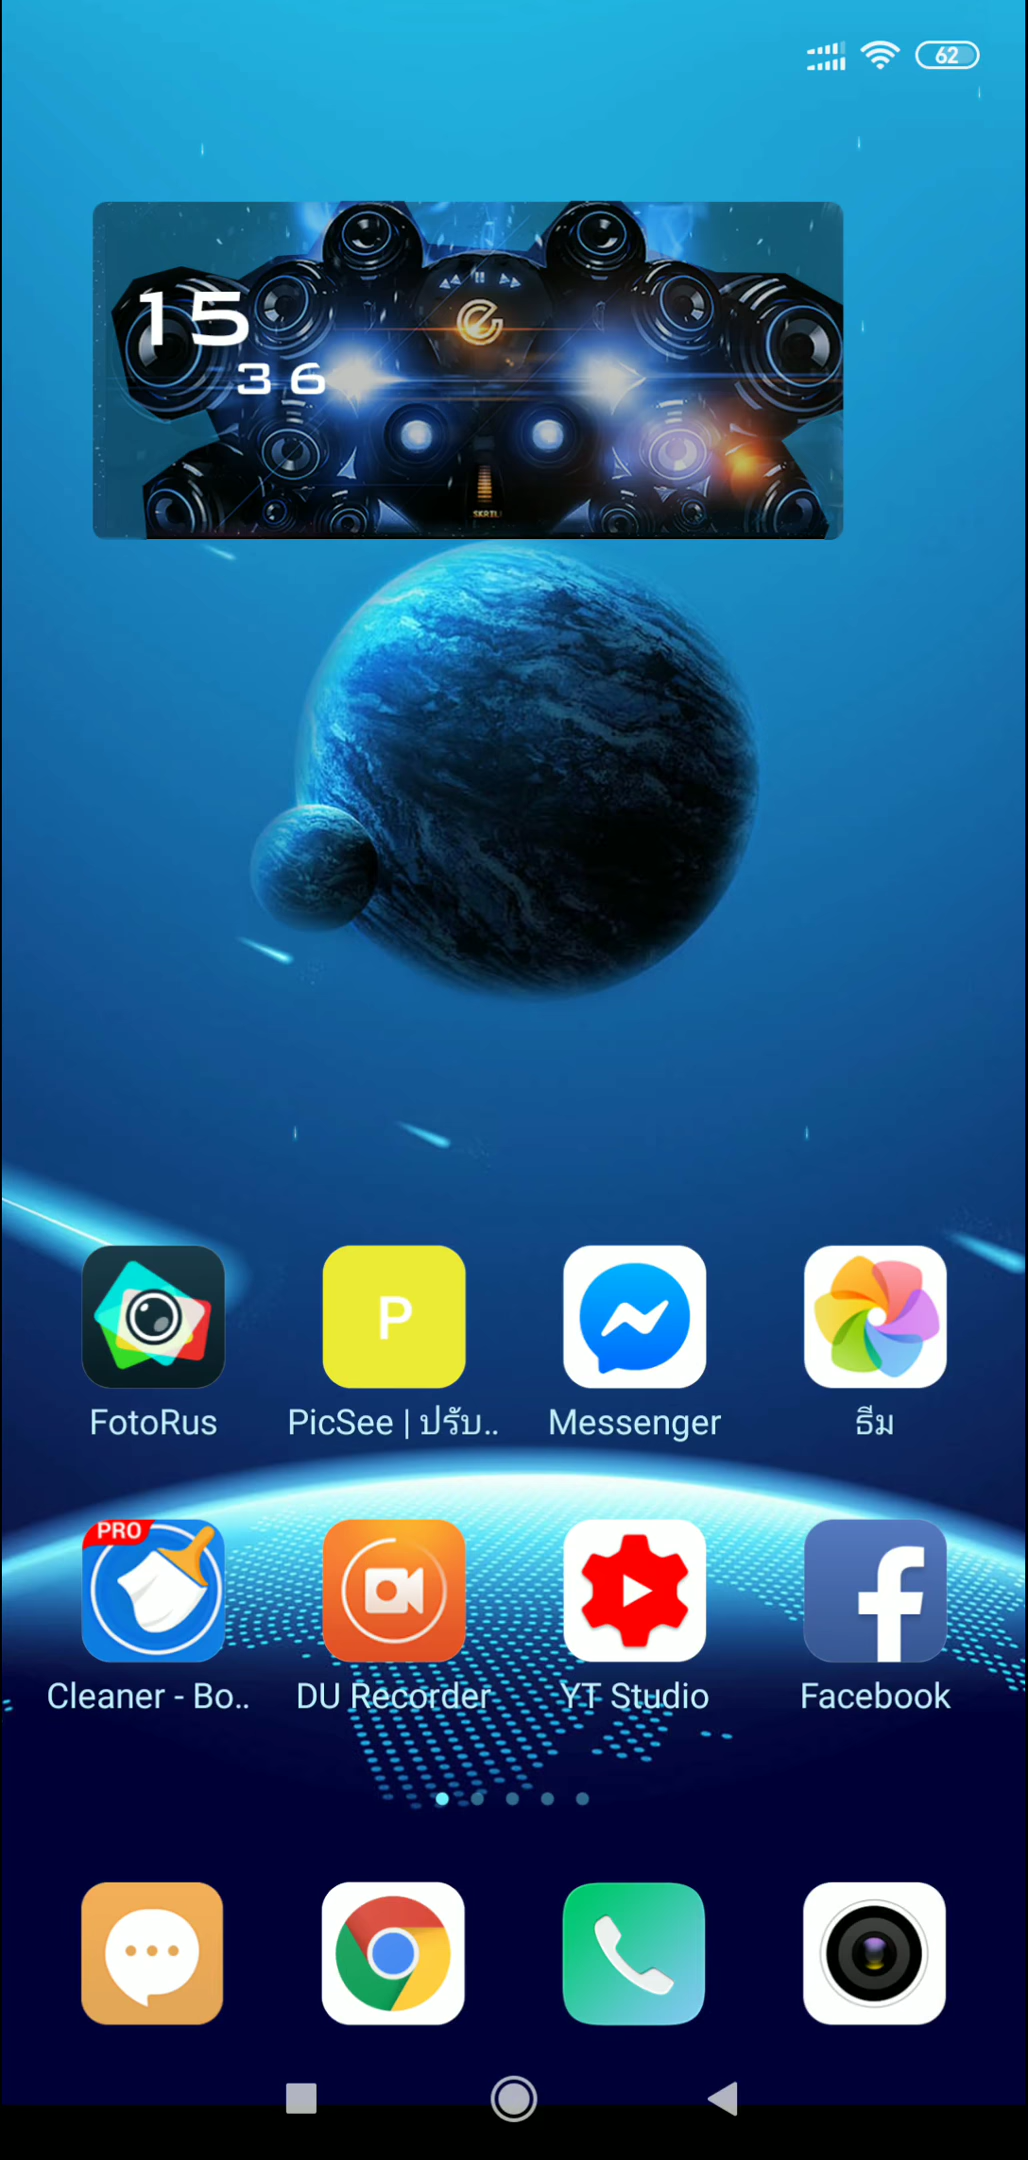 62
15
36
SKRTL
P
FotoRus
PicSee | ปรับ..
Messenger
ธีม
PRO
Cleaner - Bo..
DU Recorder
YT Studio
Facebook